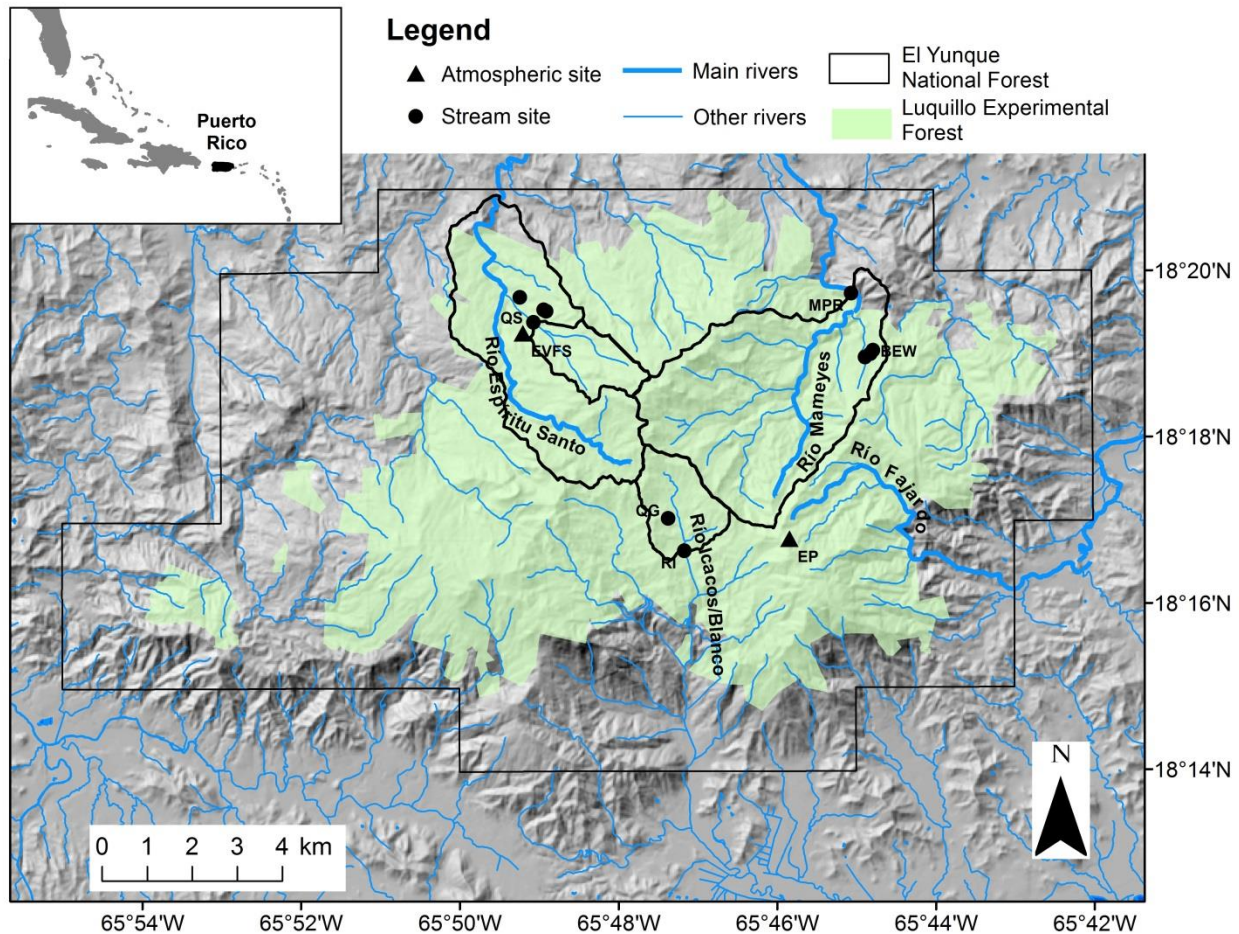 Puerto
Rico
Legend
Atmospheric site
Stream site
Main rivers
Other rivers
El Yunque
National Forest
Luquillo Experimental
Forest
QS
EVFS
MPR
BEW
Río Espíritu Santo
Río Mameyes
Río Fajardo
QG
RI
Río Icacos/Blanco
EP
18°20'N
18°18'N
18°16'N
18°14'N
N
0 1 2 3 4 km
65°54'W 65°52'W 65°50'W 65°48'W 65°46'W 65°44'W 65°42'W